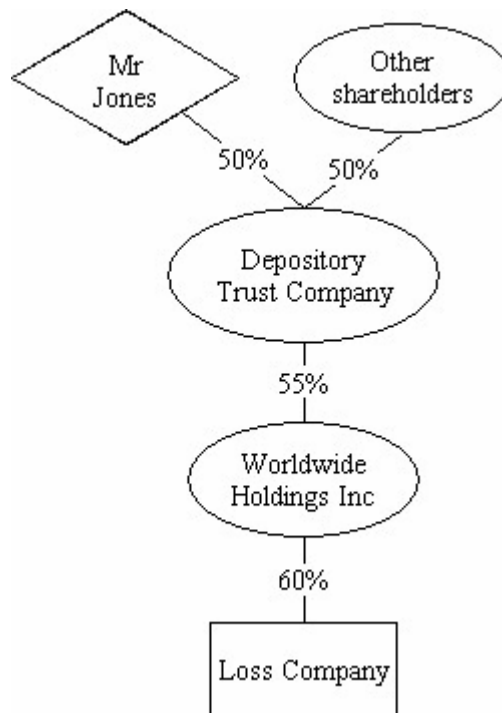 Mr
Jones
Other
shareholders
50%
50%
Depository
Trust Company
55%
Worldwide
Holdings Inc
60%
Loss Company